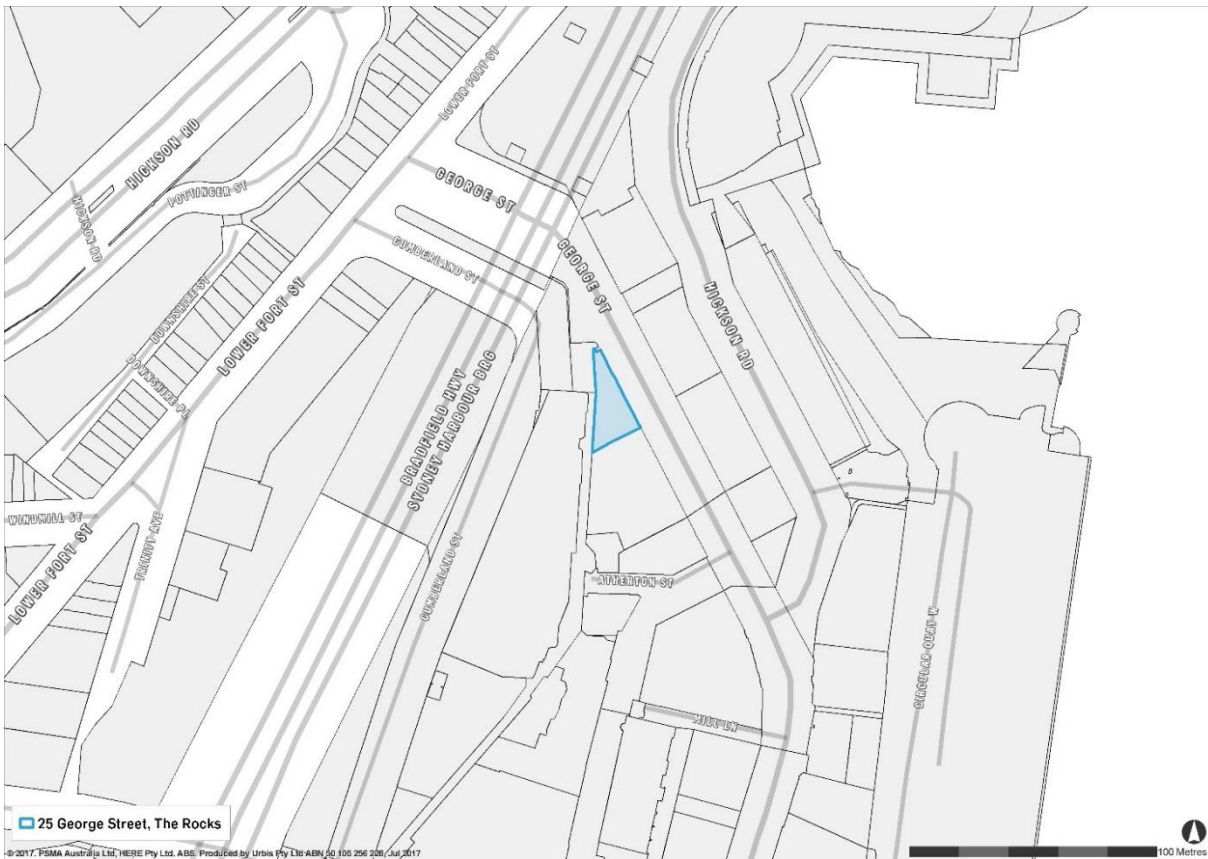 LOWER-FORT-ST
HICKSON RD
GEORGE ST
POTTINGER-ST
HICKSON-RD
CUMBERLAND-ST
GEORGE ST
DOWNSHIRE-ST
HICKSON RD
LOWER FORT ST
DOWNSHIRE-PL
BRADFIELD HWY
SYDNEY HARBOUR BRG
WINDMILL-ST
TRINITY-AVE
LOWER FORT ST
CUMBERLAND-ST
ATHERTON-ST
CIRCULAR-QUAY-W
MILL-LN
25 George Street, The Rocks
© 2017. PSMA Australia Ltd, HERE Pty Ltd. ABS. Produced by Urbis Pty Ltd ABN 50 105 256 228, Jul 2017
100 Metres